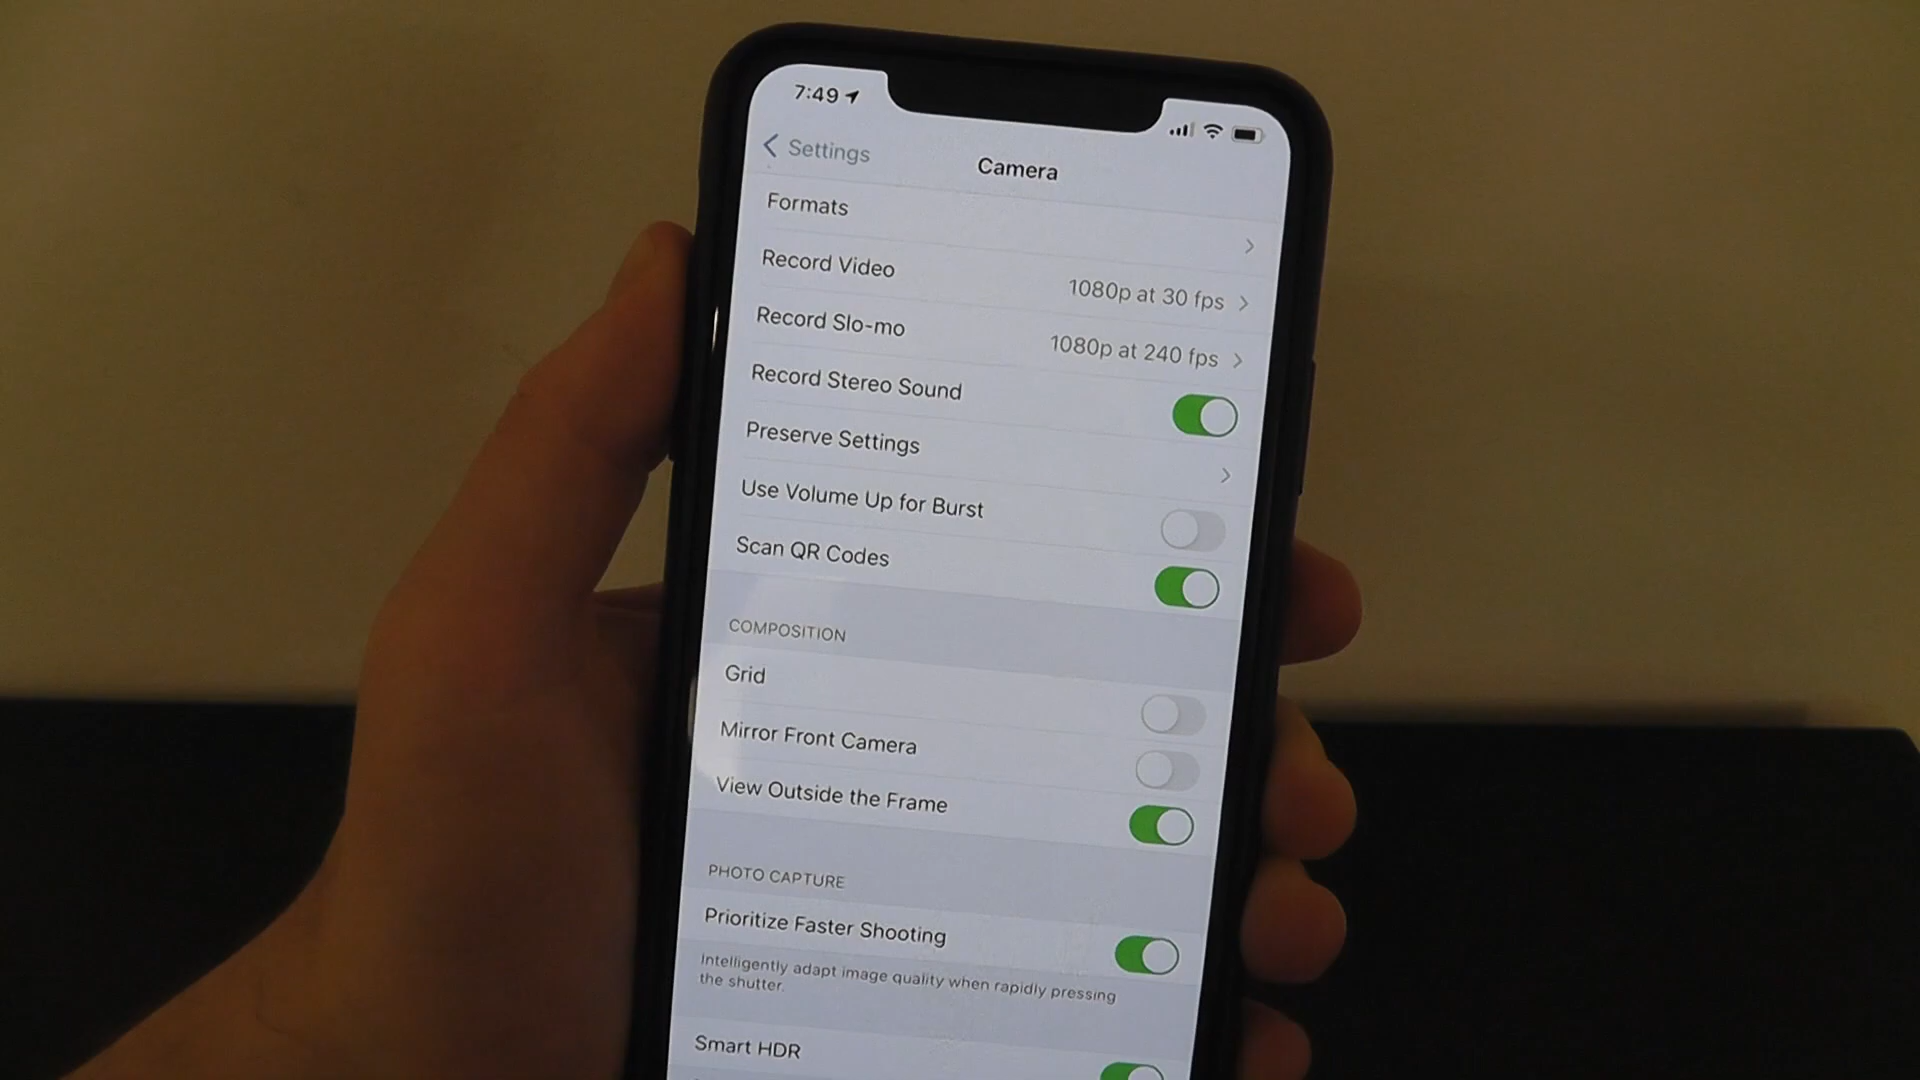 7:49
Settings
Camera
Formats
Record Video 1080p at 30 fps
Record Slo-mo 1080p at 240 fps
Record Stereo Sound
Preserve Settings
Use Volume Up for Burst
Scan QR Codes
COMPOSITION
Grid
Mirror Front Camera
View Outside the Frame
PHOTO CAPTURE
Prioritize Faster Shooting
Intelligently adapt image quality when rapidly pressing
the shutter.
Smart HDR